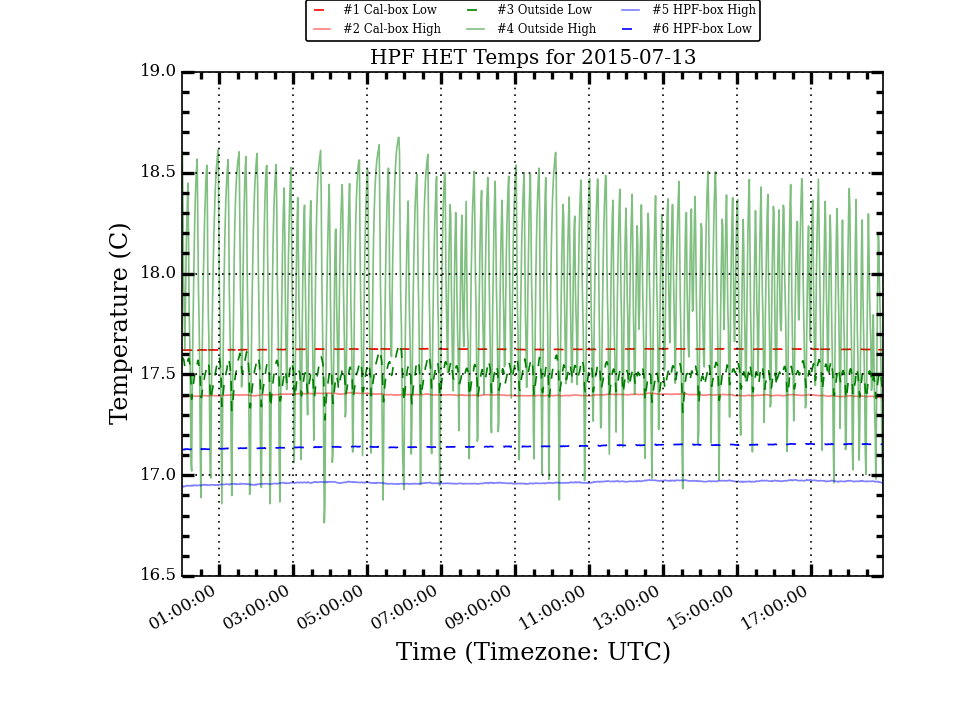 #1 Cal-box Low #3 Outside Low #5 HPF-box High
#2 Cal-box High #4 Outside High #6 HPF-box Low
HPF HET Temps for 2015-07-13
19.0
18.5
18.0
17.5
17.0
16.5
Temperature (C)
01:00:00 03:00:00 05:00:00 07:00:00 09:00:00 11:00:00 13:00:00 15:00:00 17:00:00
Time (Timezone: UTC)